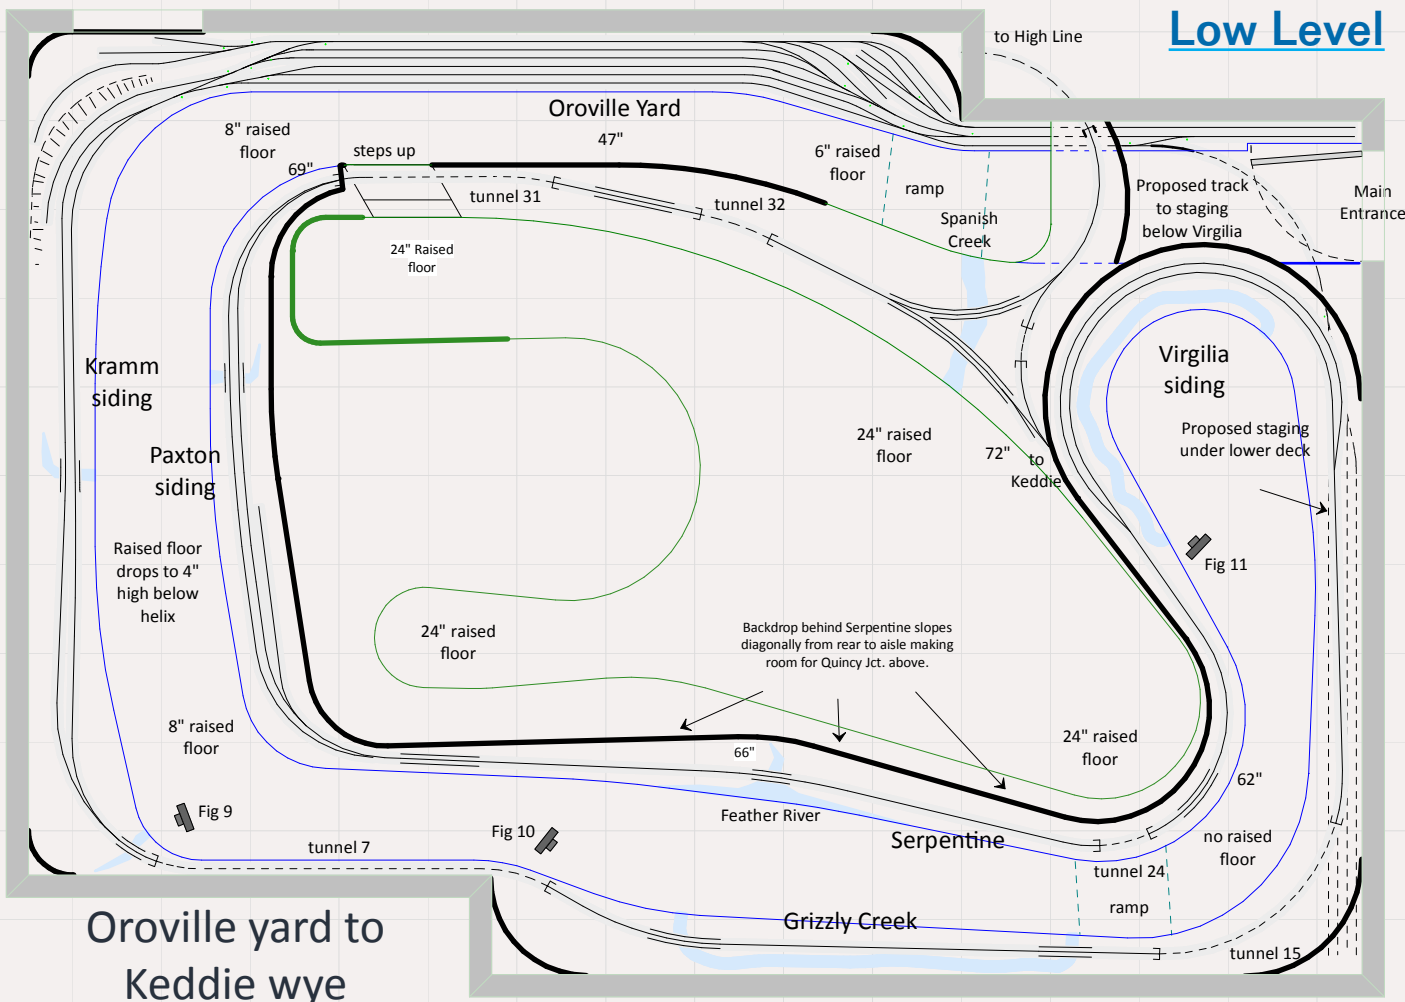 Low Level
to High Line
Oroville Yard
47"
8" raised
floor
steps up
69"
6" raised
floor
ramp
tunnel 31
tunnel 32
Spanish
Creek
Proposed track
to staging
below Virgilia
Main
Entrance
24" Raised
floor
Kramm
siding
Virgilia
siding
Proposed staging
under lower deck
24" raised
floor
72"
to
Keddie
Paxton
siding
Raised floor
drops to 4"
high below
helix
Fig 11
24" raised
floor
Backdrop behind Serpentine slopes
diagonally from rear to aisle making
room for Quincy Jct. above.
8" raised
floor
66"
24" raised
floor
62"
Fig 9
Fig 10
Feather River
Serpentine
no raised
floor
tunnel 7
tunnel 24
ramp
Grizzly Creek
tunnel 15
Oroville yard to
Keddie wye